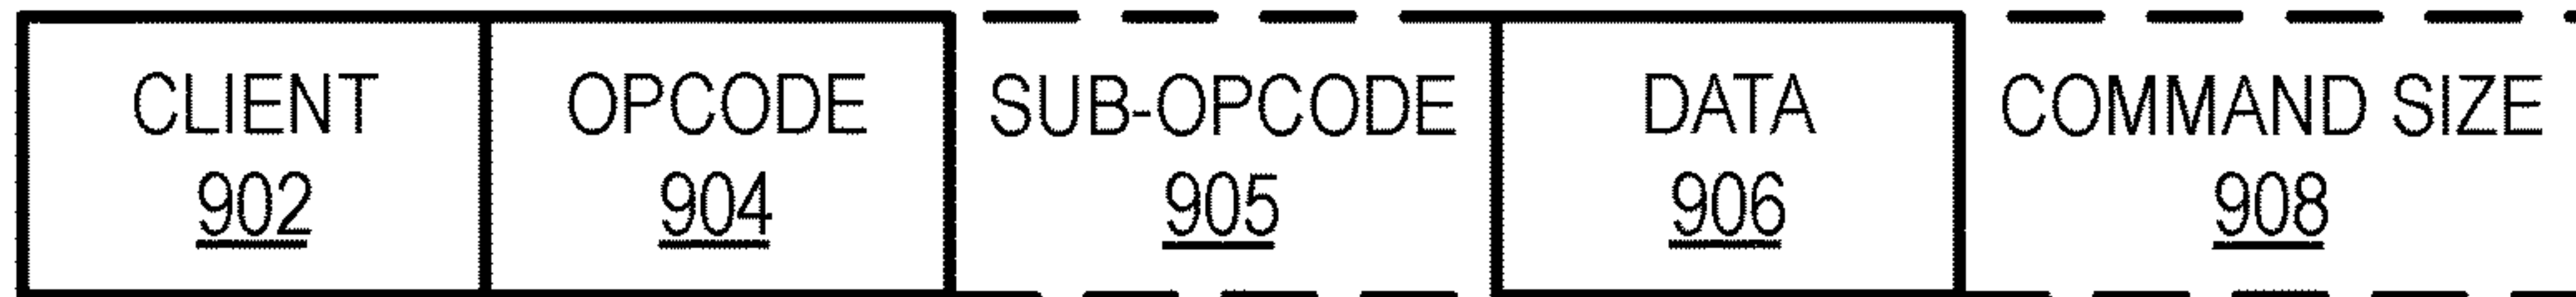 CLIENT OPCODE SUB-OPCODE DATA COMMAND SIZE
902 904 905 906 908